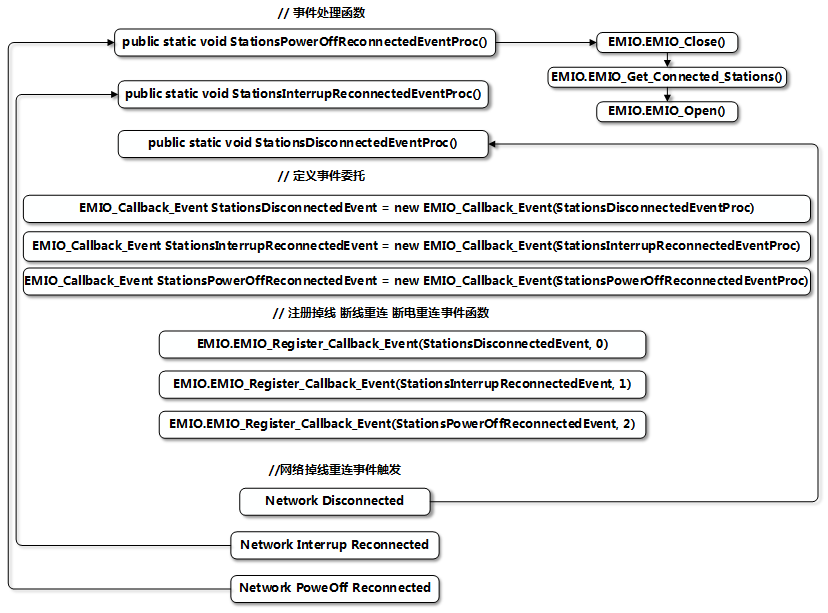 // 事件处理函数
public static void StationsPowerOffReconnectedEventProc()
EMIO.EMIO_Close()
EMIO.EMIO_Get_Connected_Stations()
public static void StationsInterrupReconnectedEventProc()
EMIO.EMIO_Open()
public static void StationsDisconnectedEventProc()
// 定义事件委托
EMIO_Callback_Event StationsDisconnectedEvent = new EMIO_Callback_Event(StationsDisconnectedEventProc)
EMIO_Callback_Event StationsInterrupReconnectedEvent = new EMIO_Callback_Event(StationsInterrupReconnectedEventProc)
EMIO_Callback_Event StationsPowerOffReconnectedEvent = new EMIO_Callback_Event(StationsPowerOffReconnectedEventProc)
// 注册掉线 断线重连 断电重连事件函数
EMIO.EMIO_Register_Callback_Event(StationsDisconnectedEvent, 0)
EMIO.EMIO_Register_Callback_Event(StationsInterrupReconnectedEvent, 1)
EMIO.EMIO_Register_Callback_Event(StationsPowerOffReconnectedEvent, 2)
//网络掉线重连事件触发
Network Disconnected
Network Interrup Reconnected
Network PoweOff Reconnected